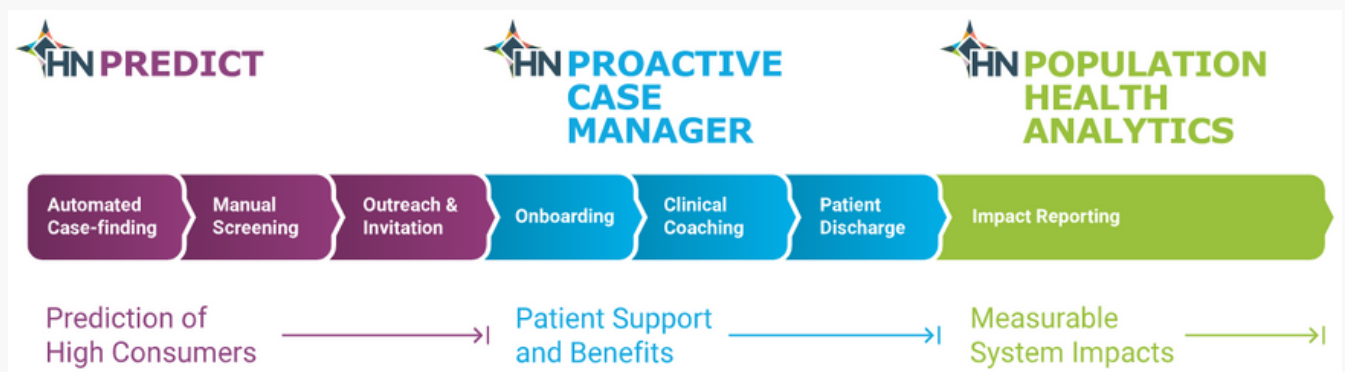 HN PREDICT
HN PROACTIVE
CASE
MANAGER
HN POPULATION
HEALTH
ANALYTICS
Automated
Case-finding
Manual
Screening
Outreach &
Invitation
Onboarding
Clinical
Coaching
Patient
Discharge
Impact Reporting
Prediction of
High Consumers
Patient Support
and Benefits
Measurable
System Impacts